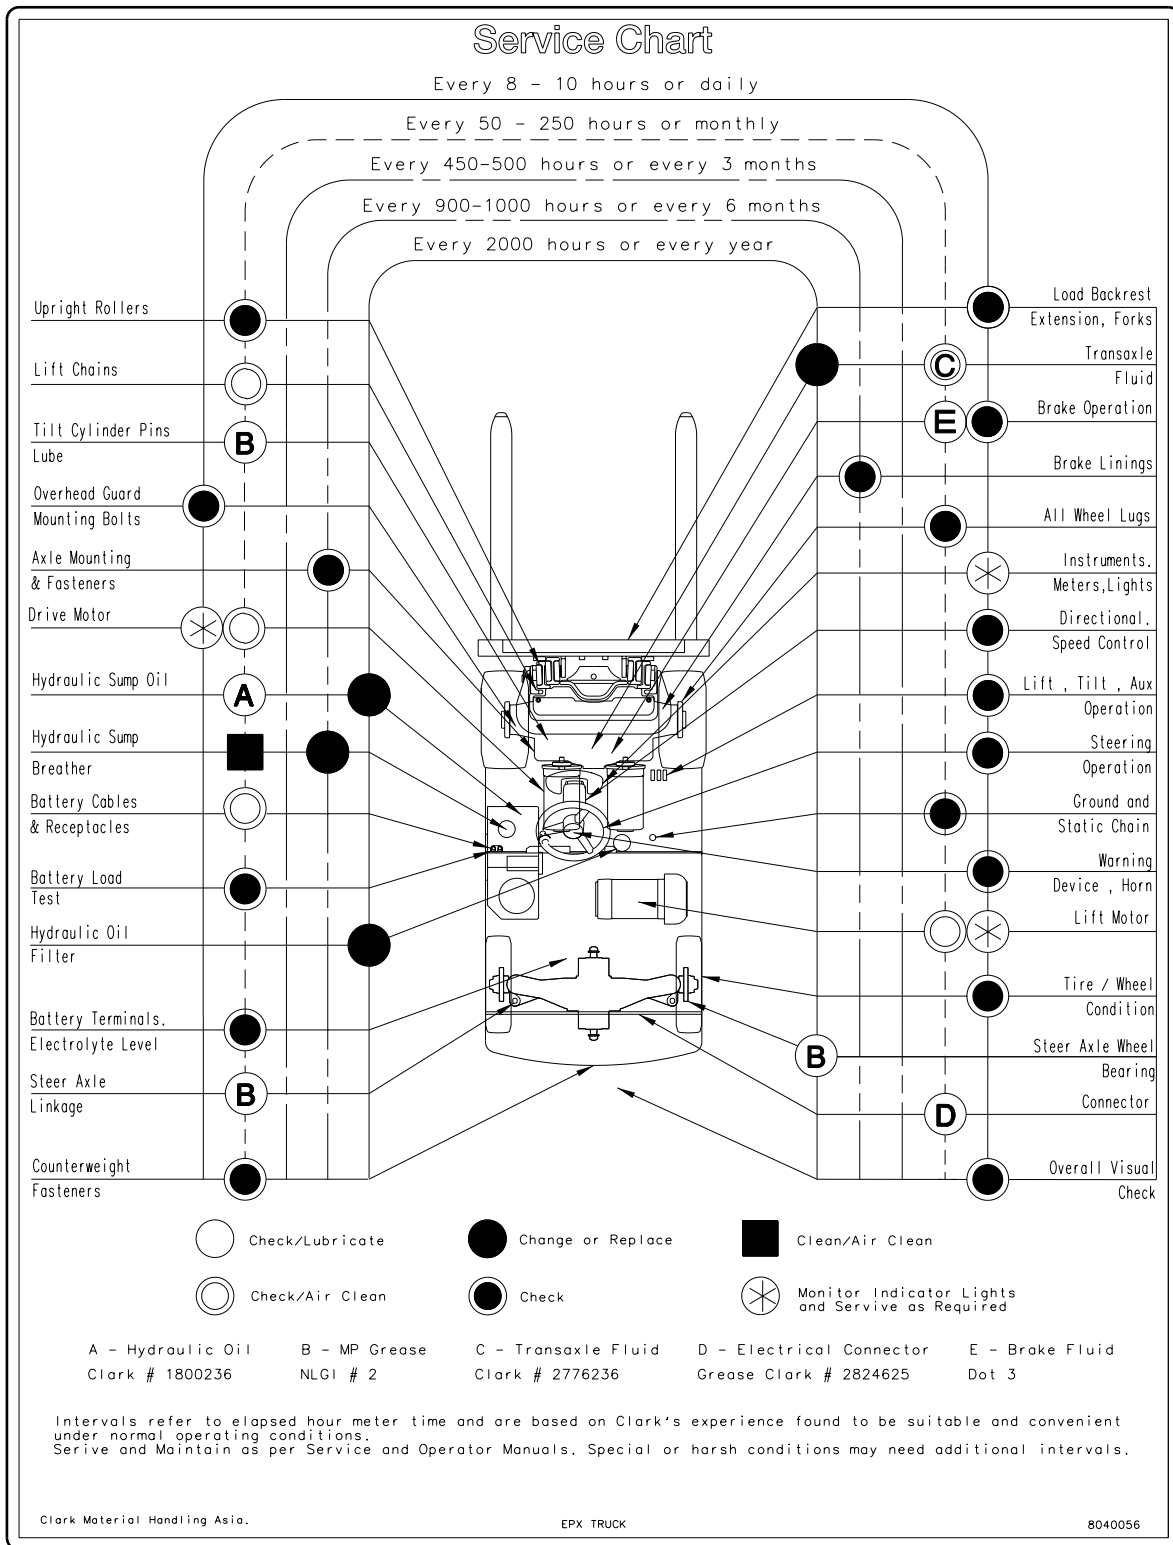 Service Chart
Every 8 - 10 hours or daily
Every 50 - 250 hours or monthly
Every 450-500 hours or every 3 months
Every 900-1000 hours or every 6 months
Every 2000 hours or every year
Upright Rollers
Lift Chains
Tilt Cylinder Pins
Lube
B
Overhead Guard
Mounting Bolts
Axle Mounting
& Fasteners
Drive Motor
Hydraulic Sump Oil
A
Hydraulic Sump
Breather
Battery Cables
& Receptacles
Battery Load
Test
Hydraulic Oil
Filter
Battery Terminals.
Electrolyte Level
Steer Axle
Linkage
B
Counterweight
Fasteners
Load Backrest
Extension, Forks
Transaxle
Fluid
C
Brake Operation
E
Brake Linings
All Wheel Lugs
Instruments.
Meters,Lights
Directional.
Speed Control
Lift , Tilt , Aux
Operation
Steering
Operation
Ground and
Static Chain
Warning
Device , Horn
Lift Motor
Tire / Wheel
Condition
Steer Axle Wheel
Bearing
B
Connector
D
Overall Visual
Check
Check/Lubricate
Change or Replace
Clean/Air Clean
Check/Air Clean
Check
Monitor Indicator Lights
and Servive as Required
A - Hydraulic Oil B - MP Grease C - Transaxle Fluid D - Electrical Connector E - Brake Fluid
Clark # 1800236 NLGI # 2 Clark # 2776236 Grease Clark # 2824625 Dot 3
Intervals refer to elapsed hour meter time and are based on Clark's experience found to be suitable and convenient
under normal operating conditions.
Serive and Maintain as per Service and Operator Manuals. Special or harsh conditions may need additional intervals.
Clark Material Handling Asia. EPX TRUCK 8040056